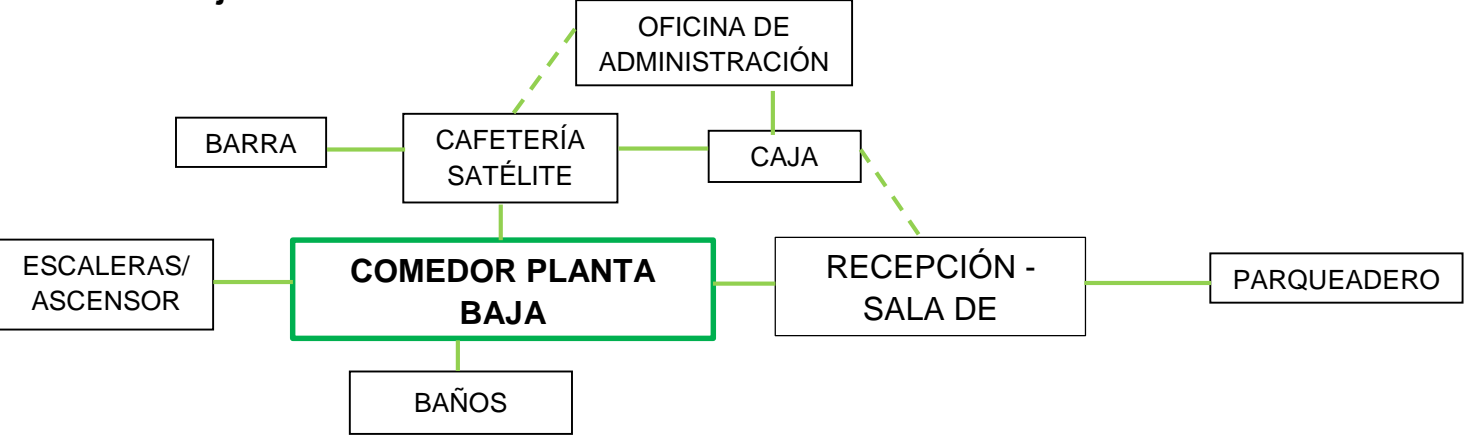 OFICINA DE
ADMINISTRACIÓN
BARRA
CAFETERÍA
SATÉLITE
CAJA
ESCALERAS/
ASCENSOR
COMEDOR PLANTA
BAJA
RECEPCIÓN -
SALA DE
PARQUEADERO
BAÑOS